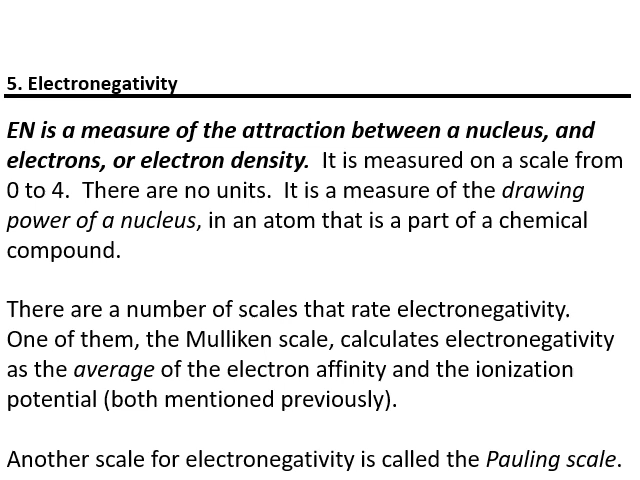 5. Electronegativity
EN is a measure of the attraction between a nucleus, and
electrons, or electron density.  It is measured on a scale from
0 to 4.  There are no units.  It is a measure of the drawing
power of a nucleus, in an atom that is a part of a chemical
compound.
There are a number of scales that rate electronegativity.
One of them, the Mulliken scale, calculates electronegativity
as the average of the electron affinity and the ionization
potential (both mentioned previously).
Another scale for electronegativity is called the Pauling scale.